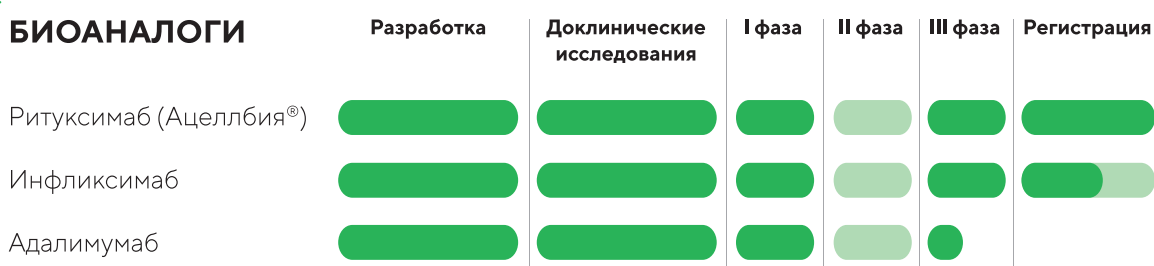 БИОАНАЛОГИ
Разработка
Доклинические
исследования
I фаза
II фаза
III фаза
Регистрация
Ритуксимаб (Ацеллбия®)
Инфликсимаб
Адалимумаб